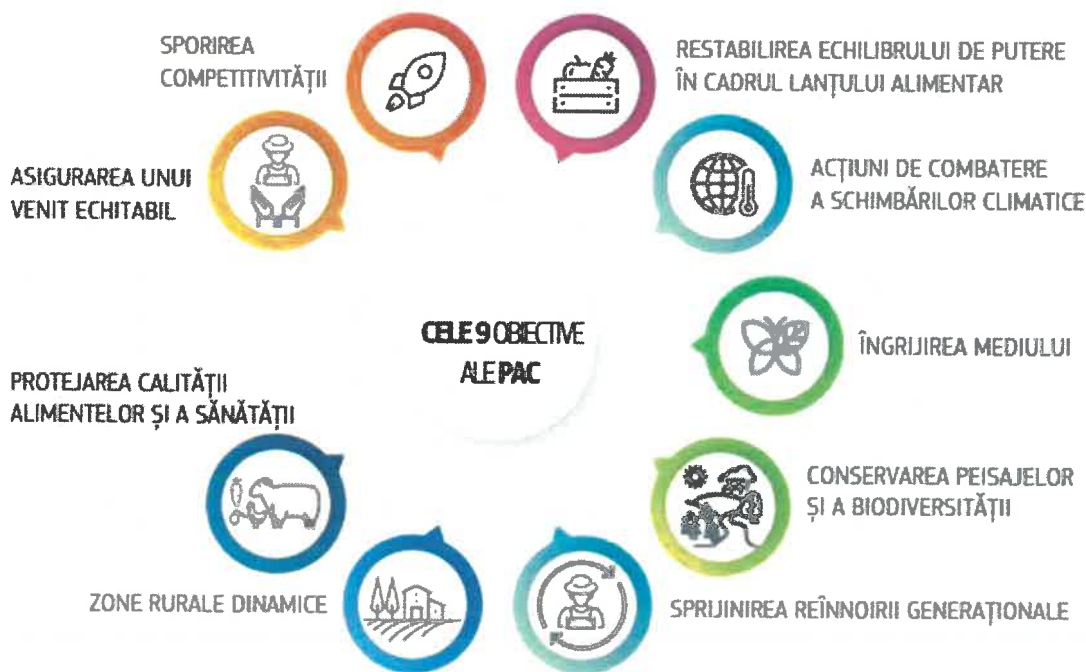 SPORIREA
COMPETITIVITĂȚII
RESTABILIREA ECHILIBRULUI DE PUTERE
ÎN CADRUL LANȚULUI ALIMENTAR
ASIGURAREA UNUI
VENIT ECHITABIL
ACȚIUNI DE COMBATERE
A SCHIMBĂRILOR CLIMATICE
CELE 9 OBIECTIVE
ALE PAC
ÎNGRIJIREA MEDIULUI
PROTEJAREA CALITĂȚII
ALIMENTELOR ȘI A SĂNĂTĂȚII
CONSERVAREA PEISAJELOR
ȘI A BIODIVERSITĂȚII
ZONE RURALE DINAMICE
SPRIJINIREA REÎNNOIRII GENERAȚIONALE